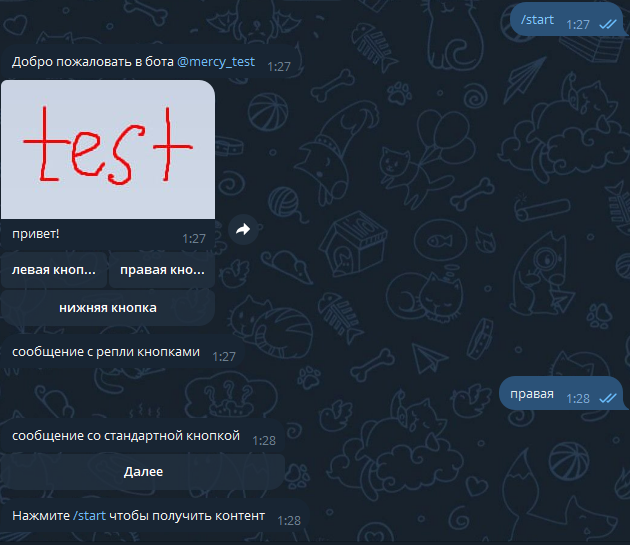 /start 1:27
Добро пожаловать в бота @mercy_test 1:27
test
привет! 1:27
левая кноп... правая кно...
нижняя кнопка
сообщение с репли кнопками 1:27
правая 1:28
сообщение со стандартной кнопкой 1:28
Далее
Нажмите /start чтобы получить контент 1:28